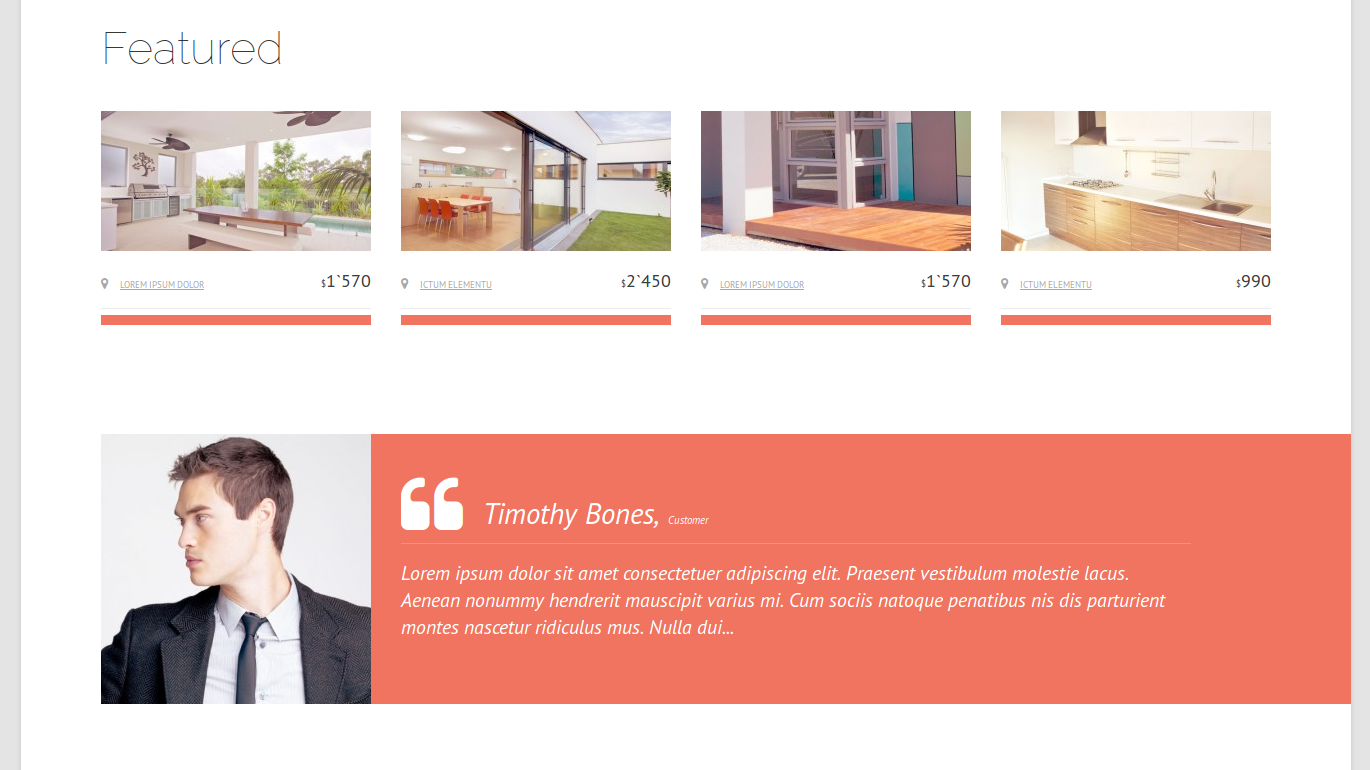 Featured
LOREM IPSUM DOLOR $1`570
ICTUM ELEMENTU $2`450
LOREM IPSUM DOLOR $1`570
ICTUM ELEMENTU $990
Timothy Bones, Customer
Lorem ipsum dolor sit amet consectetuer adipiscing elit. Praesent vestibulum molestie lacus.
Aenean nonummy hendrerit mauscipit varius mi. Cum sociis natoque penatibus nis dis parturient
montes nascetur ridiculus mus. Nulla dui...